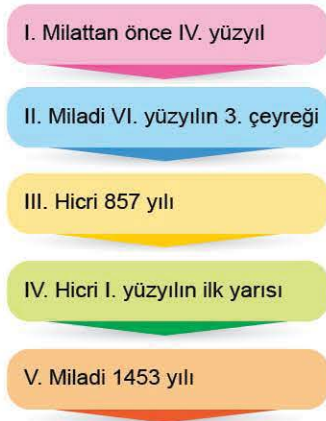 I. Milattan önce IV. yüzyıl
II. Miladi VI. yüzyılın 3. çeyreği
III. Hicri 857 yılı
IV. Hicri I. yüzyılın ilk yarısı
V. Miladi 1453 yılı